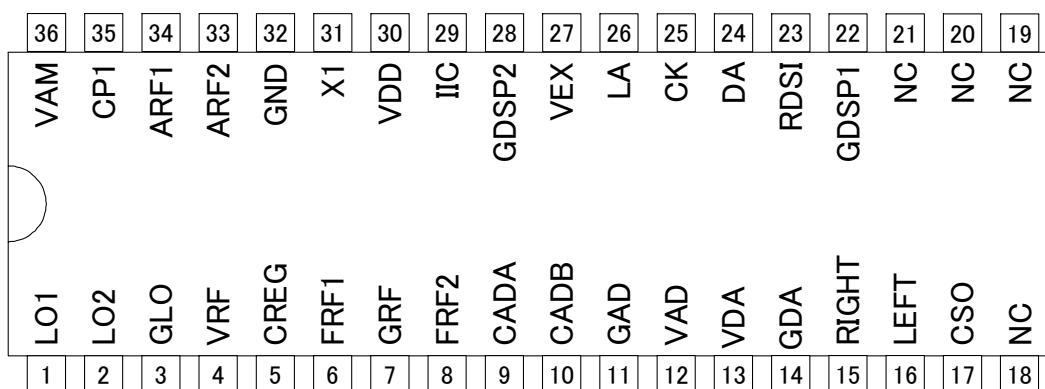 36 35 34 33 32 31 30 29 28 27 26 25 24 23 22 21 20 19
VAM CP1 ARF1 ARF2 GND X1 VDD IIC GDSP2 VEX LA CK DA RDSI GDSP1 NC NC NC
LO1 LO2 GLO VRF CREG FRF1 GRF FRF2 CADA CADB GAD VAD VDA GDA RIGHT LEFT CSO NC
1 2 3 4 5 6 7 8 9 10 11 12 13 14 15 16 17 18